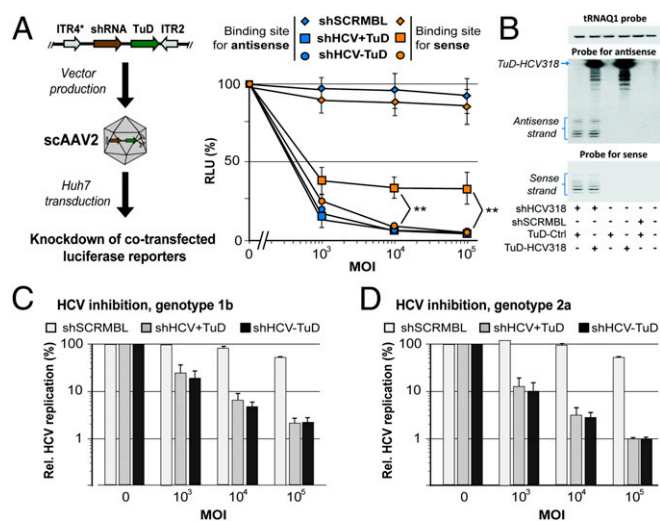 A
ITR4* shRNA TuD ITR2
Vector
production
scAAV2
Huh7
transduction
Knockdown of co-transfected
luciferase reporters
Binding site
for antisense
shSCRMBL
shHCV+TuD
shHCV-TuD
Binding site
for sense
RLU (%)
100
50
0
**
**
0 10³ 10⁴ 10⁵
MOI
B
tRNAQ1 probe
Probe for antisense
TuD-HCV318
Antisense
strand
Probe for sense
Sense
strand
shHCV318 + + - - - -
shSCRMBL - - - - + -
TuD-Ctrl + - + - + -
TuD-HCV318 - + - + - -
C
HCV inhibition, genotype 1b
shSCRMBL shHCV+TuD shHCV-TuD
Rel. HCV replication (%)
100
10
1
0 10³ 10⁴ 10⁵
MOI
D
HCV inhibition, genotype 2a
shSCRMBL shHCV+TuD shHCV-TuD
Rel. HCV replication (%)
100
10
1
0 10³ 10⁴ 10⁵
MOI